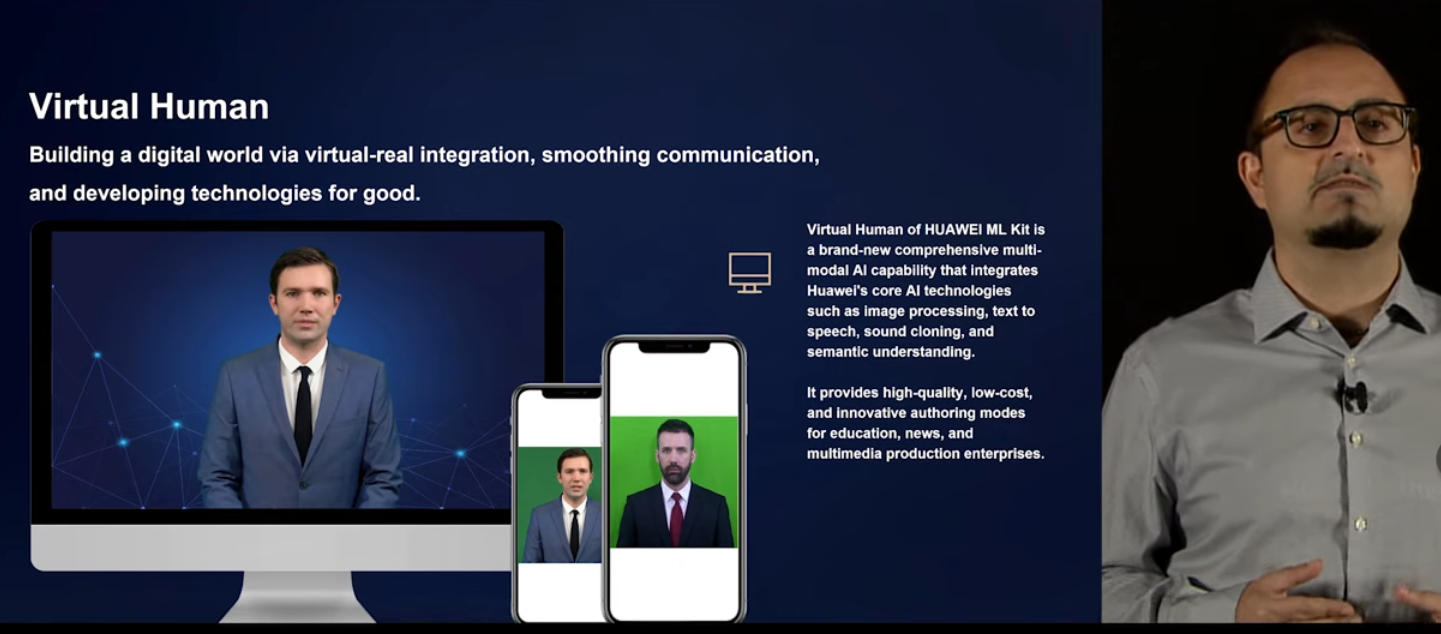 Virtual Human
Building a digital world via virtual-real integration, smoothing communication,
and developing technologies for good.
Virtual Human of HUAWEI ML Kit is
a brand-new comprehensive multi-
modal AI capability that integrates
Huawei's core AI technologies
such as image processing, text to
speech, sound cloning, and
semantic understanding.
It provides high-quality, low-cost,
and innovative authoring modes
for education, news, and
multimedia production enterprises.